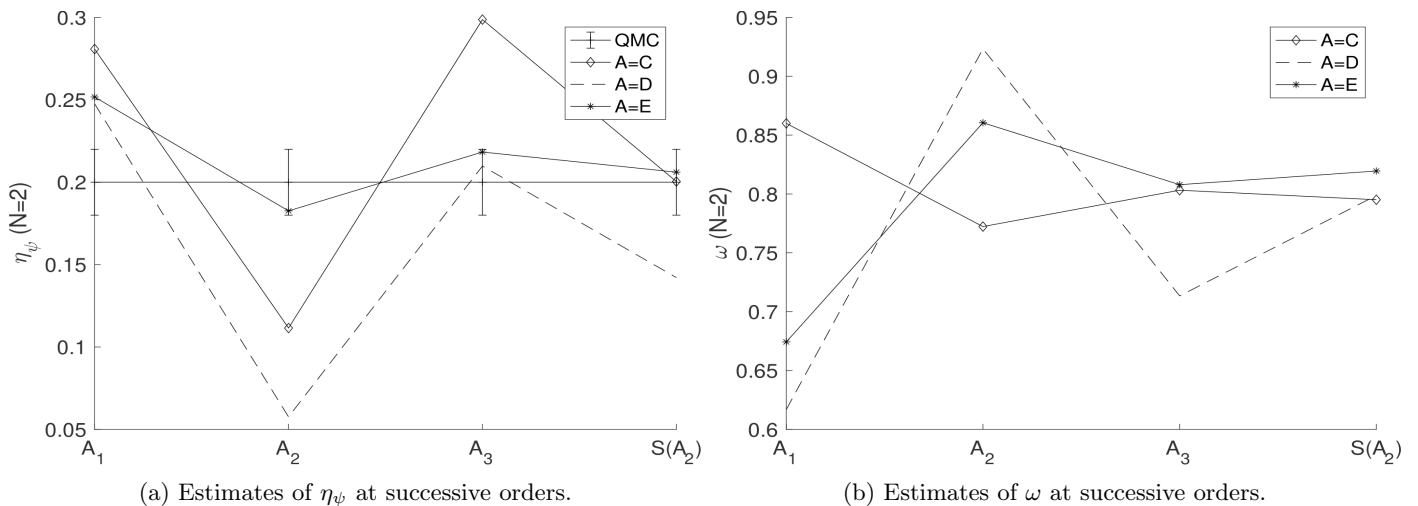 0.3
0.25
0.2
0.15
0.1
0.05
η_ψ (N=2)
QMC
A=C
A=D
A=E
A_1
A_2
A_3
S(A_2)
(a) Estimates of η_ψ at successive orders.
0.95
0.9
0.85
0.8
0.75
0.7
0.65
0.6
ω (N=2)
A=C
A=D
A=E
A_1
A_2
A_3
S(A_2)
(b) Estimates of ω at successive orders.